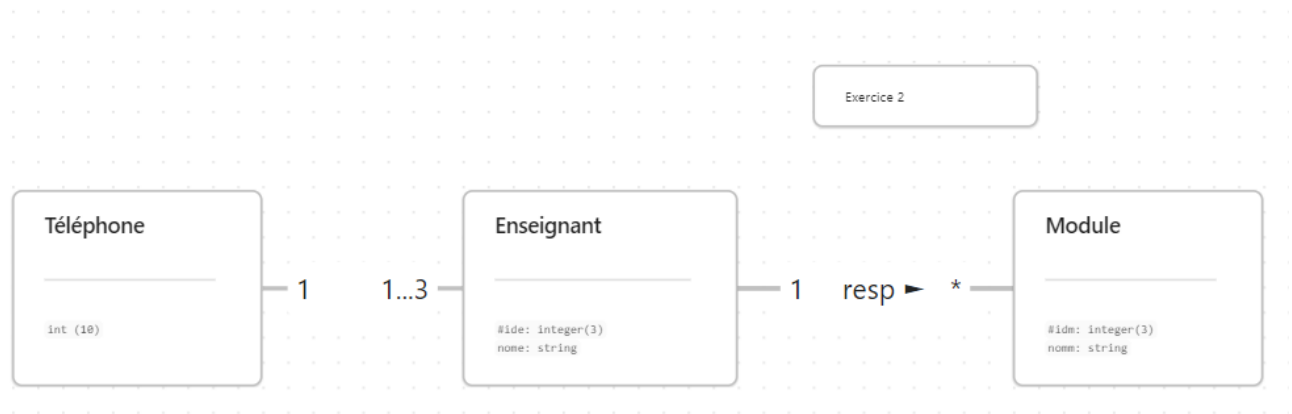 Exercice 2
Téléphone
int (10)
1
1...3
Enseignant
#ide: integer(3)
nome: string
1
resp ►
*
Module
#idm: integer(3)
nomm: string